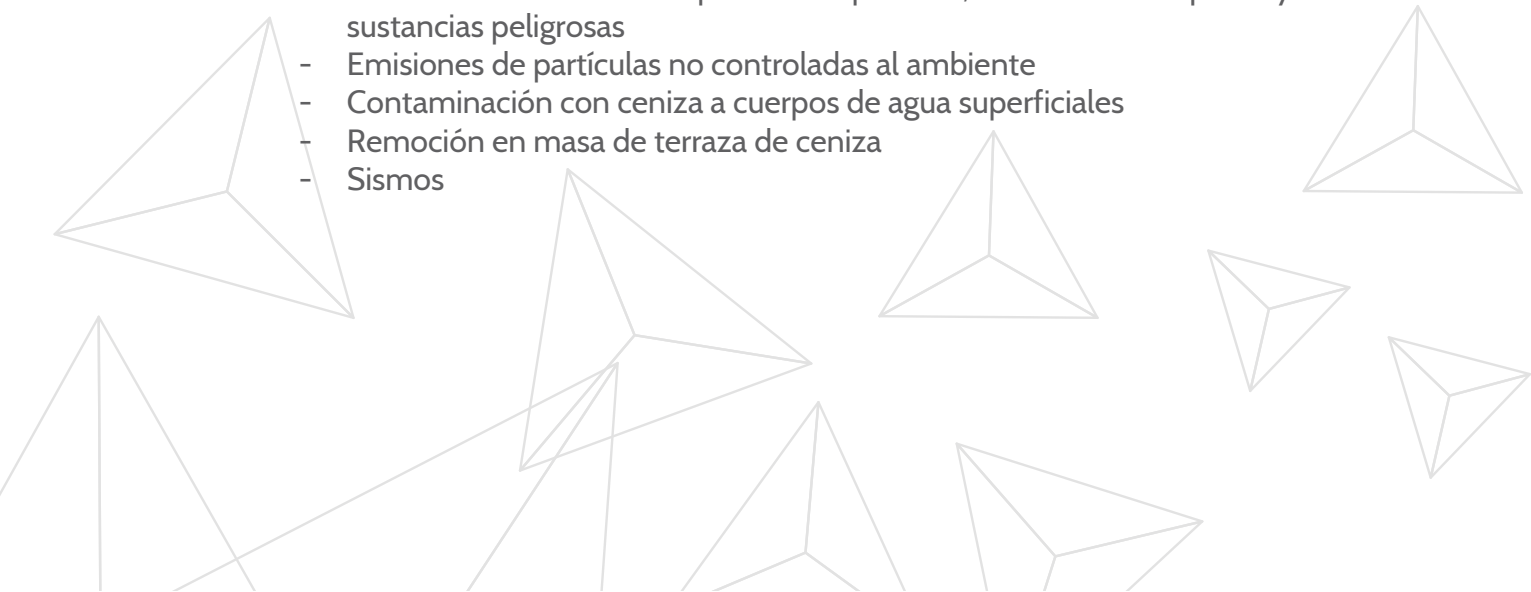 sustancias peligrosas
- Emisiones de partículas no controladas al ambiente
- Contaminación con ceniza a cuerpos de agua superficiales
- Remoción en masa de terraza de ceniza
- Sismos